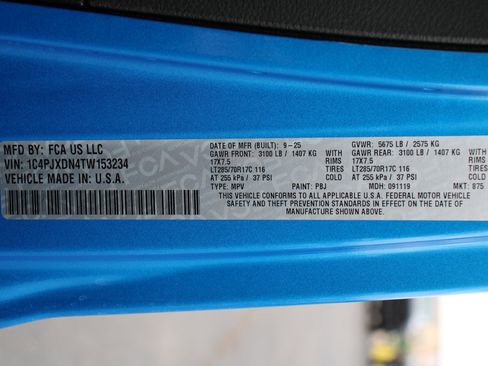 MFD BY: FCA US LLC
VIN: 1C4PJXDN4TW153234
VEHICLE MADE IN: U.S.A.
DATE OF MFR (BUILT): 9-25 GVWR: 5675 LB / 2575 KG
GAWR FRONT: 3100 LB / 1407 KG GAWR REAR: 3100 LB / 1407 KG
17X7.5 RIMS 17X7.5 RIMS
LT285/70R17C 116 TIRES LT285/70R17C 116 TIRES
AT 255 kPa / 37 PSI COLD AT 255 kPa / 37 PSI COLD
TYPE: MPV PAINT: PBJ MDH: 091119 MKT: 875
THIS VEHICLE CONFORMS TO ALL APPLICABLE U.S.A. FEDERAL MOTOR VEHICLE
SAFETY AND THEFT PREVENTION STANDARDS IN EFFECT ON THE DATE OF
MANUFACTURE SHOWN ABOVE.